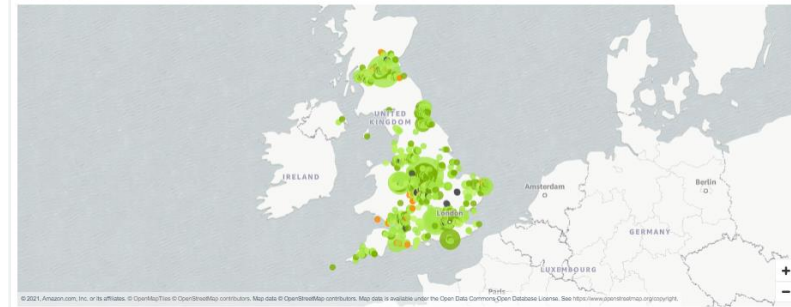 UNITED
KINGDOM
IRELAND
Amsterdam
Berlin
London
GERMANY
LUXEMBOURG
Paris
+
−
© 2021, Amazon.com, Inc. or its affiliates. © OpenMapTiles © OpenStreetMap contributors. Map data © OpenStreetMap contributors. Map data is available under the Open Data Commons Open Database License. See https://www.openstreetmap.org/copyright.